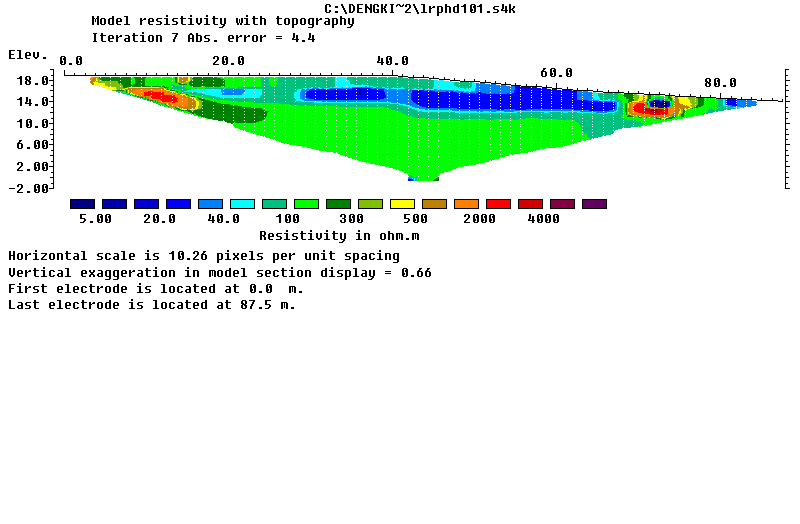 C:\DENGKI~2\lrphd101.s4k
Model resistivity with topography
Iteration 7 Abs. error = 4.4
Elev.
0.0 20.0 40.0 60.0 80.0
18.0
14.0
10.0
6.00
2.00
-2.00
5.00 20.0 40.0 100 300 500 2000 4000
Resistivity in ohm.m
Horizontal scale is 10.26 pixels per unit spacing
Vertical exaggeration in model section display = 0.66
First electrode is located at 0.0 m.
Last electrode is located at 87.5 m.